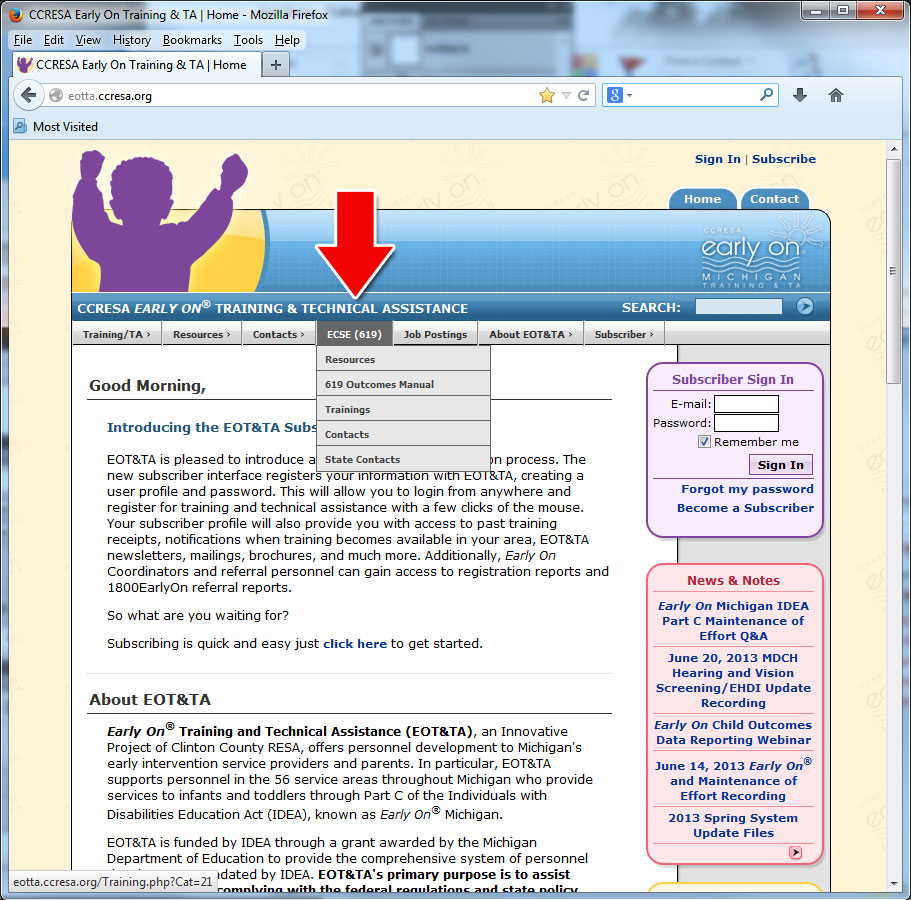 CCRESA Early On Training & TA | Home - Mozilla Firefox
File Edit View History Bookmarks Tools Help
CCRESA Early On Training & TA | Home +
eotta.ccresa.org
8
Most Visited
Sign In | Subscribe
Home Contact
CCRESA
early on
MICHIGAN
TRAINING & TA
CCRESA EARLY ON® TRAINING & TECHNICAL ASSISTANCE
SEARCH:
Training/TA › Resources › Contacts › ECSE (619) Job Postings About EOT&TA › Subscriber ›
Resources
619 Outcomes Manual
Trainings
Contacts
State Contacts
Good Morning,
Introducing the EOT&TA Subs
EOT&TA is pleased to introduce a on process. The
new subscriber interface registers your information with EOT&TA, creating a
user profile and password. This will allow you to login from anywhere and
register for training and technical assistance with a few clicks of the mouse.
Your subscriber profile will also provide you with access to past training
receipts, notifications when training becomes available in your area, EOT&TA
newsletters, mailings, brochures, and much more. Additionally, Early On
Coordinators and referral personnel can gain access to registration reports and
1800EarlyOn referral reports.
So what are you waiting for?
Subscribing is quick and easy just click here to get started.
About EOT&TA
Early On® Training and Technical Assistance (EOT&TA), an Innovative
Project of Clinton County RESA, offers personnel development to Michigan's
early intervention service providers and parents. In particular, EOT&TA
supports personnel in the 56 service areas throughout Michigan who provide
services to infants and toddlers through Part C of the Individuals with
Disabilities Education Act (IDEA), known as Early On® Michigan.
EOT&TA is funded by IDEA through a grant awarded by the Michigan
Department of Education to provide the comprehensive system of personnel
dated by IDEA. EOT&TA's primary purpose is to assist
complying with the federal regulations and state policy
Subscriber Sign In
E-mail:
Password:
Remember me
Sign In
Forgot my password
Become a Subscriber
News & Notes
Early On Michigan IDEA
Part C Maintenance of
Effort Q&A
June 20, 2013 MDCH
Hearing and Vision
Screening/EHDI Update
Recording
Early On Child Outcomes
Data Reporting Webinar
June 14, 2013 Early On®
and Maintenance of
Effort Recording
2013 Spring System
Update Files
eotta.ccresa.org/Training.php?Cat=21